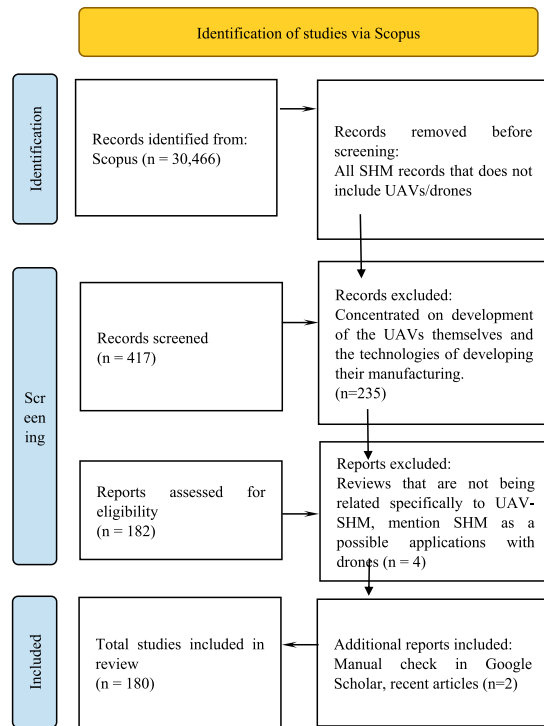 Identification of studies via Scopus
Identification
Records identified from:
Scopus (n = 30,466)
Records removed before
screening:
All SHM records that does not
include UAVs/drones
Scr
een
ing
Records screened
(n = 417)
Records excluded:
Concentrated on development
of the UAVs themselves and
the technologies of developing
their manufacturing.
(n=235)
Reports assessed for
eligibility
(n = 182)
Reports excluded:
Reviews that are not being
related specifically to UAV-
SHM, mention SHM as a
possible applications with
drones (n = 4)
Included
Total studies included in
review
(n = 180)
Additional reports included:
Manual check in Google
Scholar, recent articles (n=2)